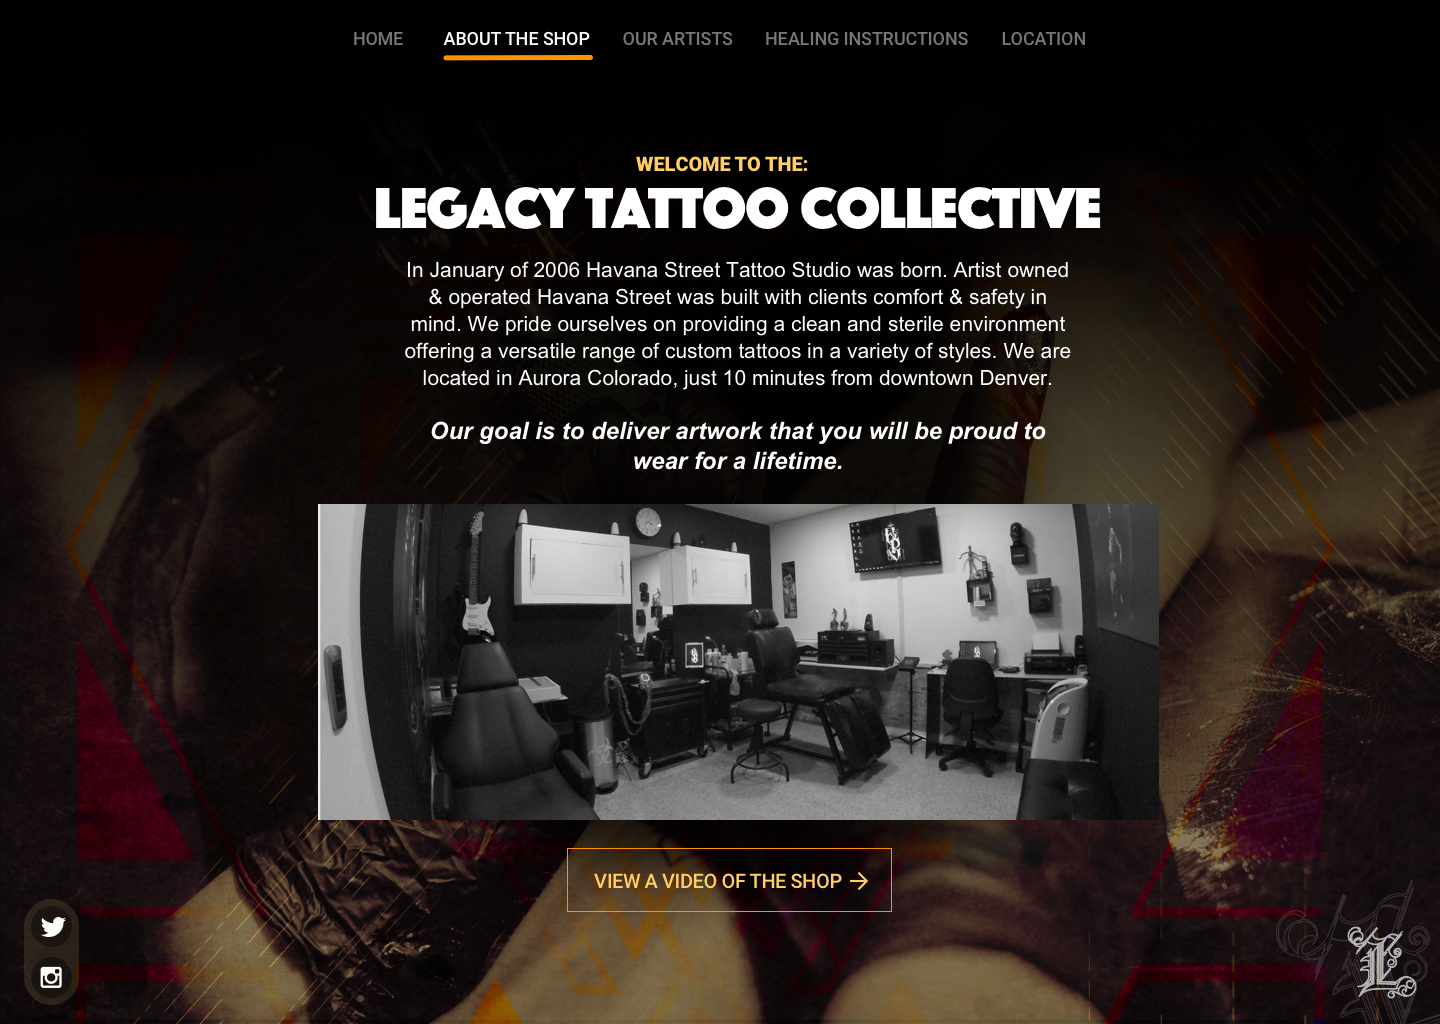 HOME ABOUT THE SHOP OUR ARTISTS HEALING INSTRUCTIONS LOCATION
WELCOME TO THE:
LEGACY TATTOO COLLECTIVE
In January of 2006 Havana Street Tattoo Studio was born. Artist owned
& operated Havana Street was built with clients comfort & safety in
mind. We pride ourselves on providing a clean and sterile environment
offering a versatile range of custom tattoos in a variety of styles. We are
located in Aurora Colorado, just 10 minutes from downtown Denver.
Our goal is to deliver artwork that you will be proud to
wear for a lifetime.
VIEW A VIDEO OF THE SHOP
L